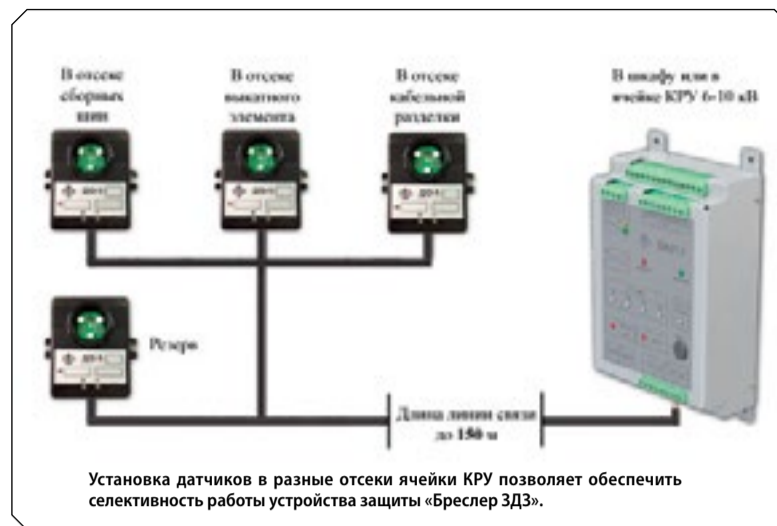 В отсеке
сборных
шин
В отсеке
выкатного
элемента
В отсеке
кабельной
разделки
В шкафу или в
ячейке КРУ 6-10 кВ
Резерв
Длина линии связи
до 150 м
Установка датчиков в разные отсеки ячейки КРУ позволяет обеспечить
селективность работы устройства защиты «Бреслер ЗДЗ».